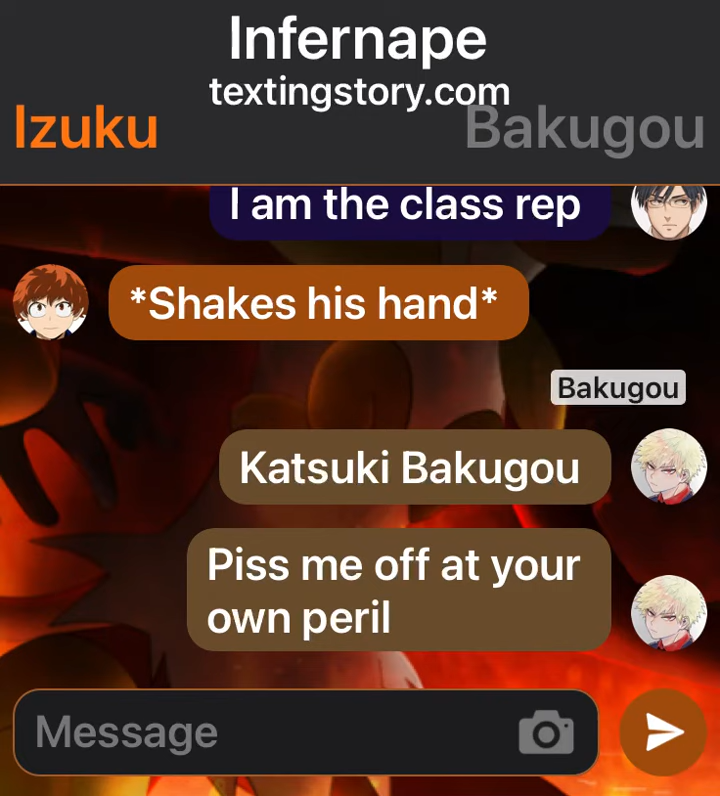 Infernape
textingstory.com
Izuku
Bakugou
I am the class rep
*Shakes his hand*
Bakugou
Katsuki Bakugou
Piss me off at your
own peril
Message